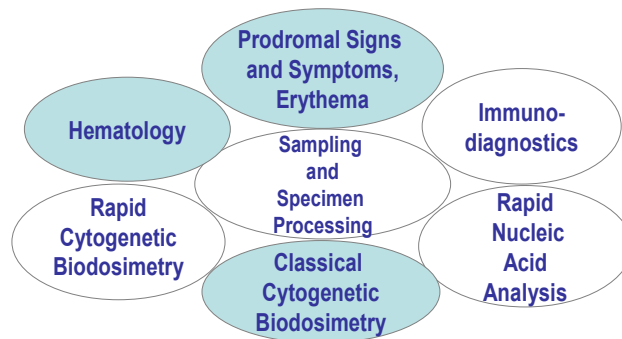 Prodromal Signs
and Symptoms,
Erythema
Hematology
Immuno-
diagnostics
Sampling
and
Specimen
Processing
Rapid
Cytogenetic
Biodosimetry
Rapid
Nucleic
Acid
Analysis
Classical
Cytogenetic
Biodosimetry